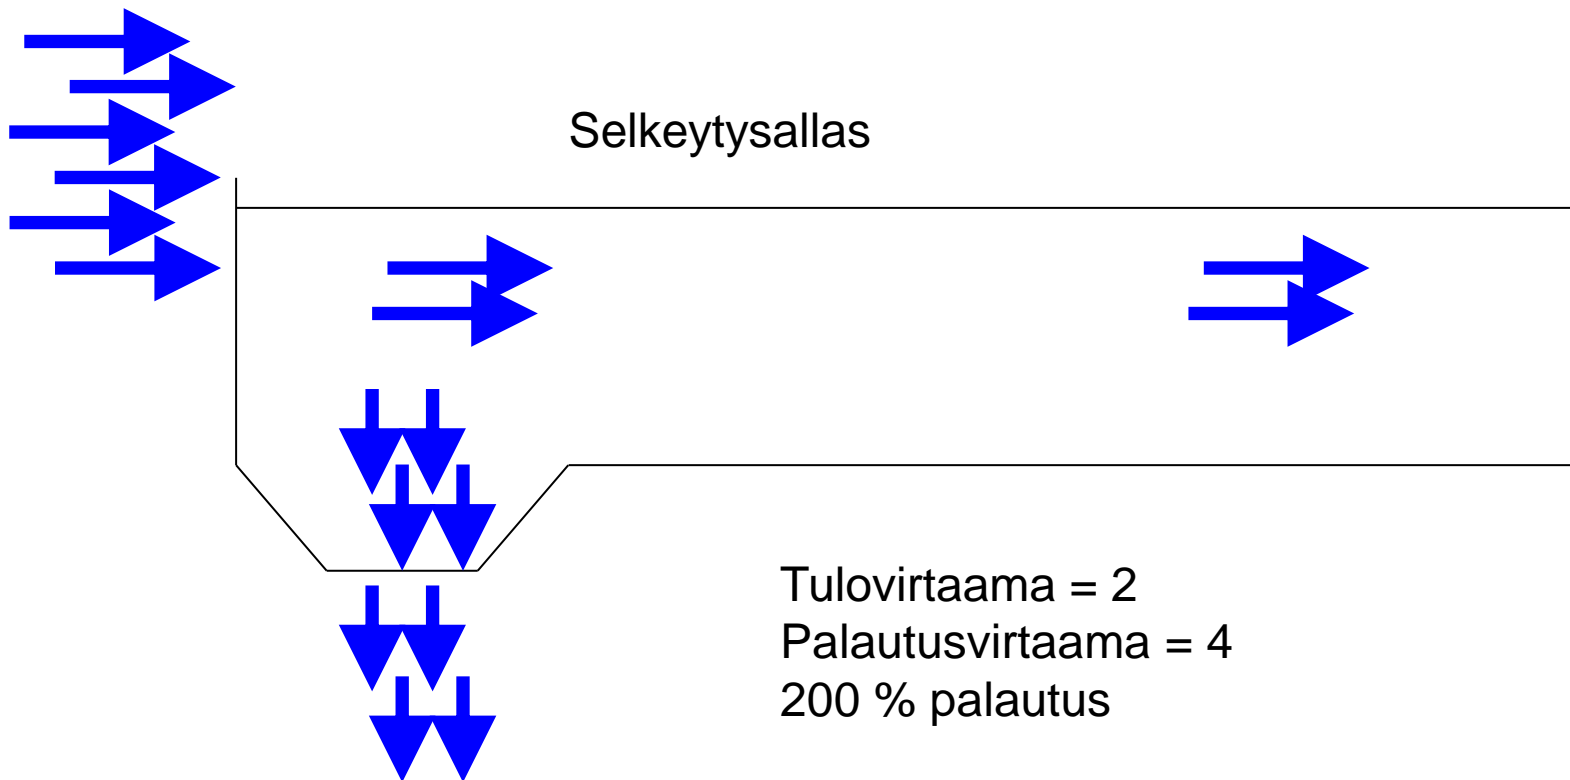 Selkeytysallas
Tulovirtaama = 2
Palautusvirtaama = 4
200 % palautus